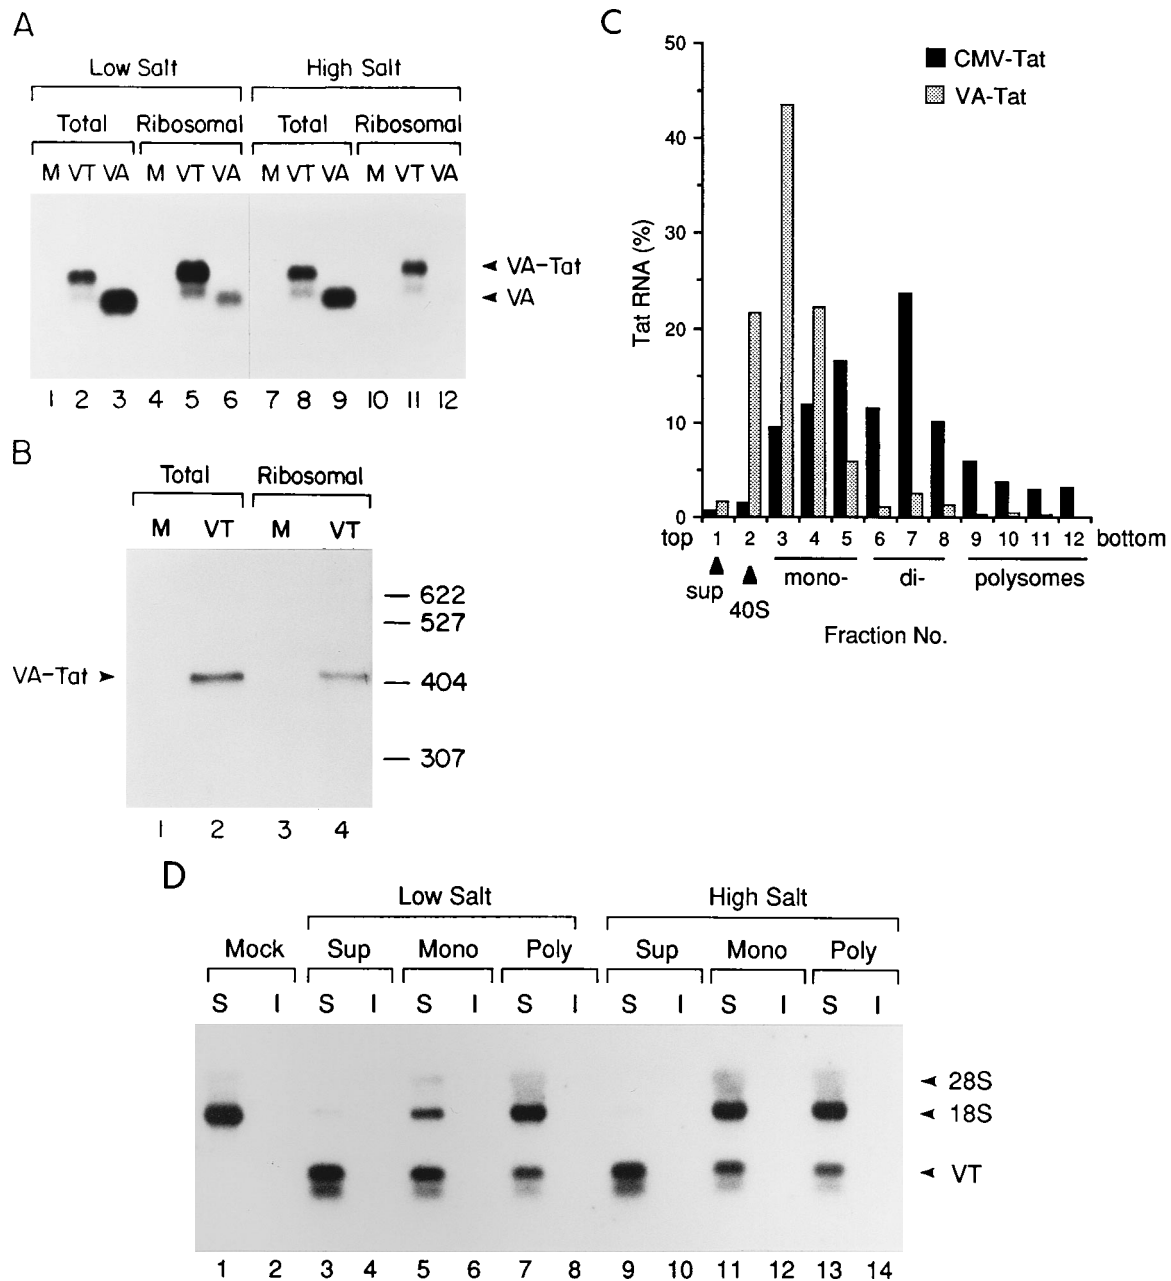 A
Low Salt High Salt
Total Ribosomal Total Ribosomal
M VT VA M VT VA M VT VA M VT VA
VA-Tat
VA
1 2 3 4 5 6 7 8 9 10 11 12
B
Total Ribosomal
M VT M VT
622
527
VA-Tat
404
307
1 2 3 4
C
50
CMV-Tat
VA-Tat
40
30
20
10
0
Tat RNA (%)
top 1 2 3 4 5 6 7 8 9 10 11 12 bottom
sup 40S mono- di- polysomes
Fraction No.
D
Low Salt High Salt
Mock Sup Mono Poly Sup Mono Poly
S I S I S I S I S I S I S I
28S
18S
VT
1 2 3 4 5 6 7 8 9 10 11 12 13 14